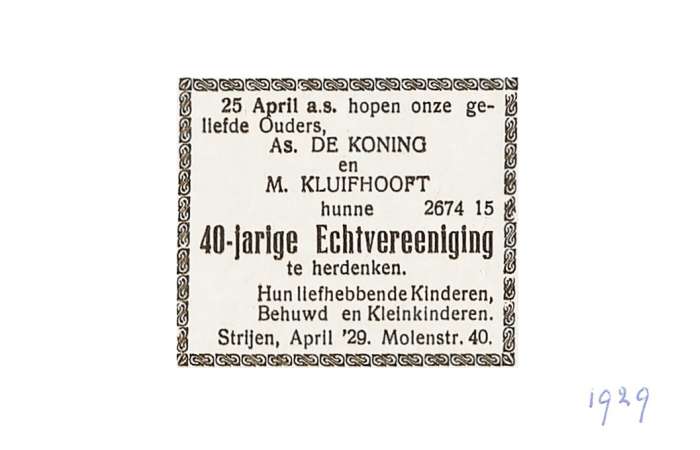 25 April a.s. hopen onze ge-
liefde Ouders,
As. DE KONING
en
M. KLUIFHOOFT
hunne 2674 15
40-jarige Echtvereeniging
te herdenken.
Hun liefhebbende Kinderen,
Behuwd en Kleinkinderen.
Strijen, April '29. Molenstr. 40.
1929